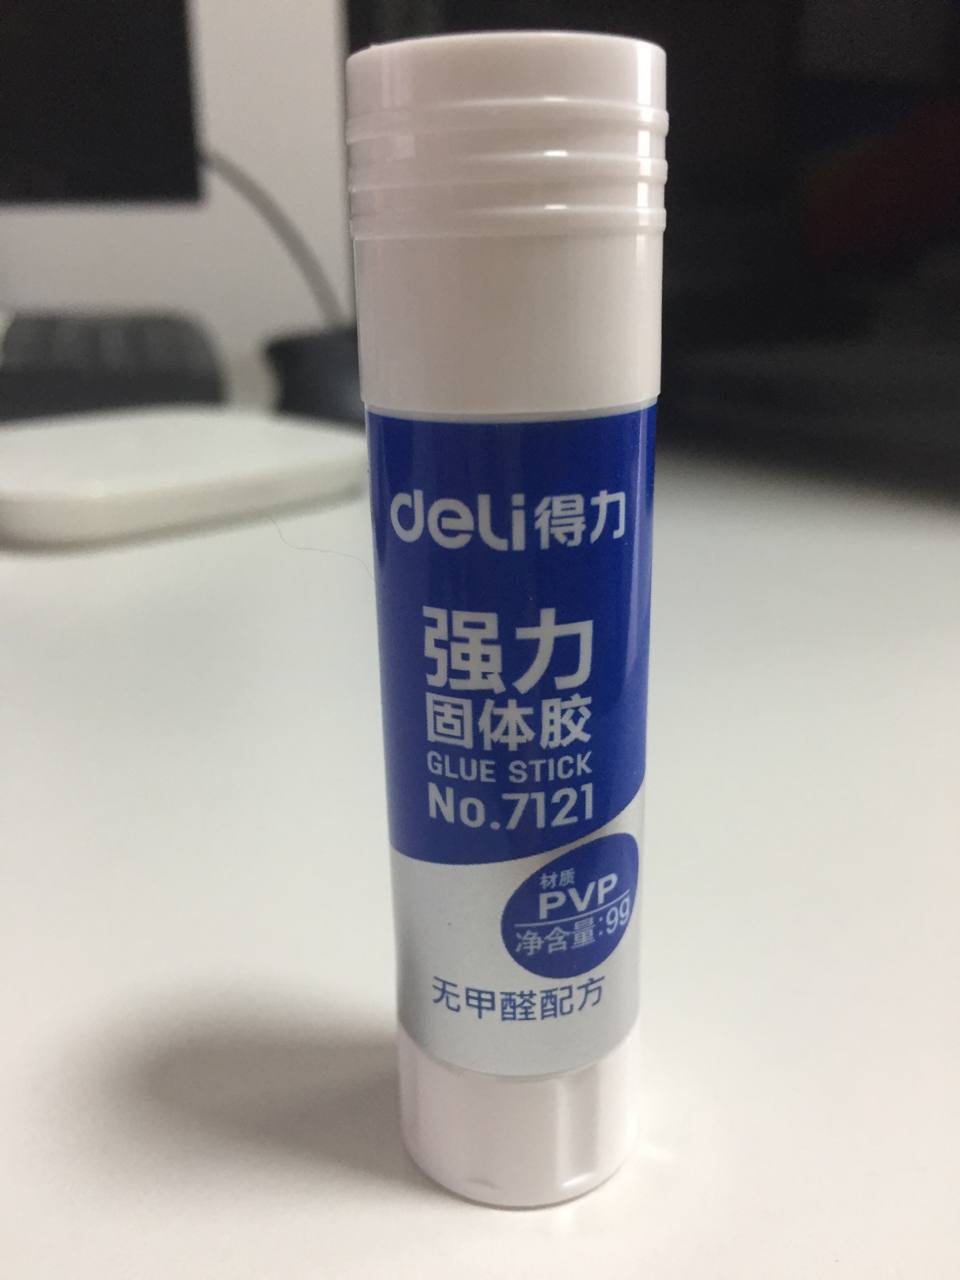 deli得力
强力
固体胶
GLUE STICK
No.7121
材质
PVP
净含量:9g
无甲醛配方